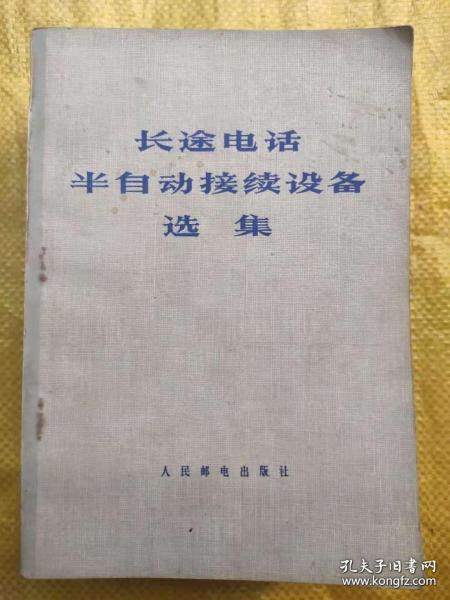 长途电话
半自动接续设备
选集
人民邮电出版社
孔夫子旧书网
www.kongfz.com